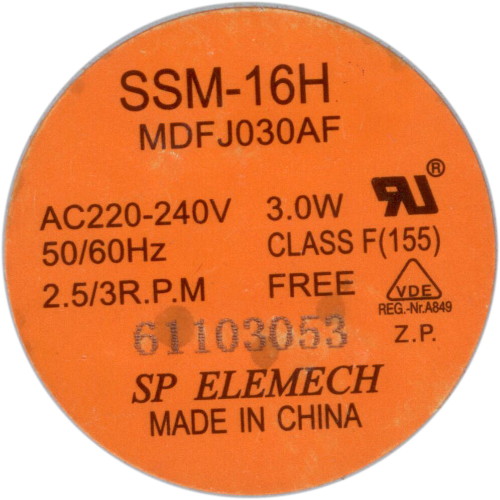 SSM-16H
MDFJ030AF
AC220-240V 3.0W
50/60Hz CLASS F(155)
2.5/3R.P.M FREE
RU®
VDE
REG.-Nr.A849
Z.P.
61103053
SP ELEMECH
MADE IN CHINA